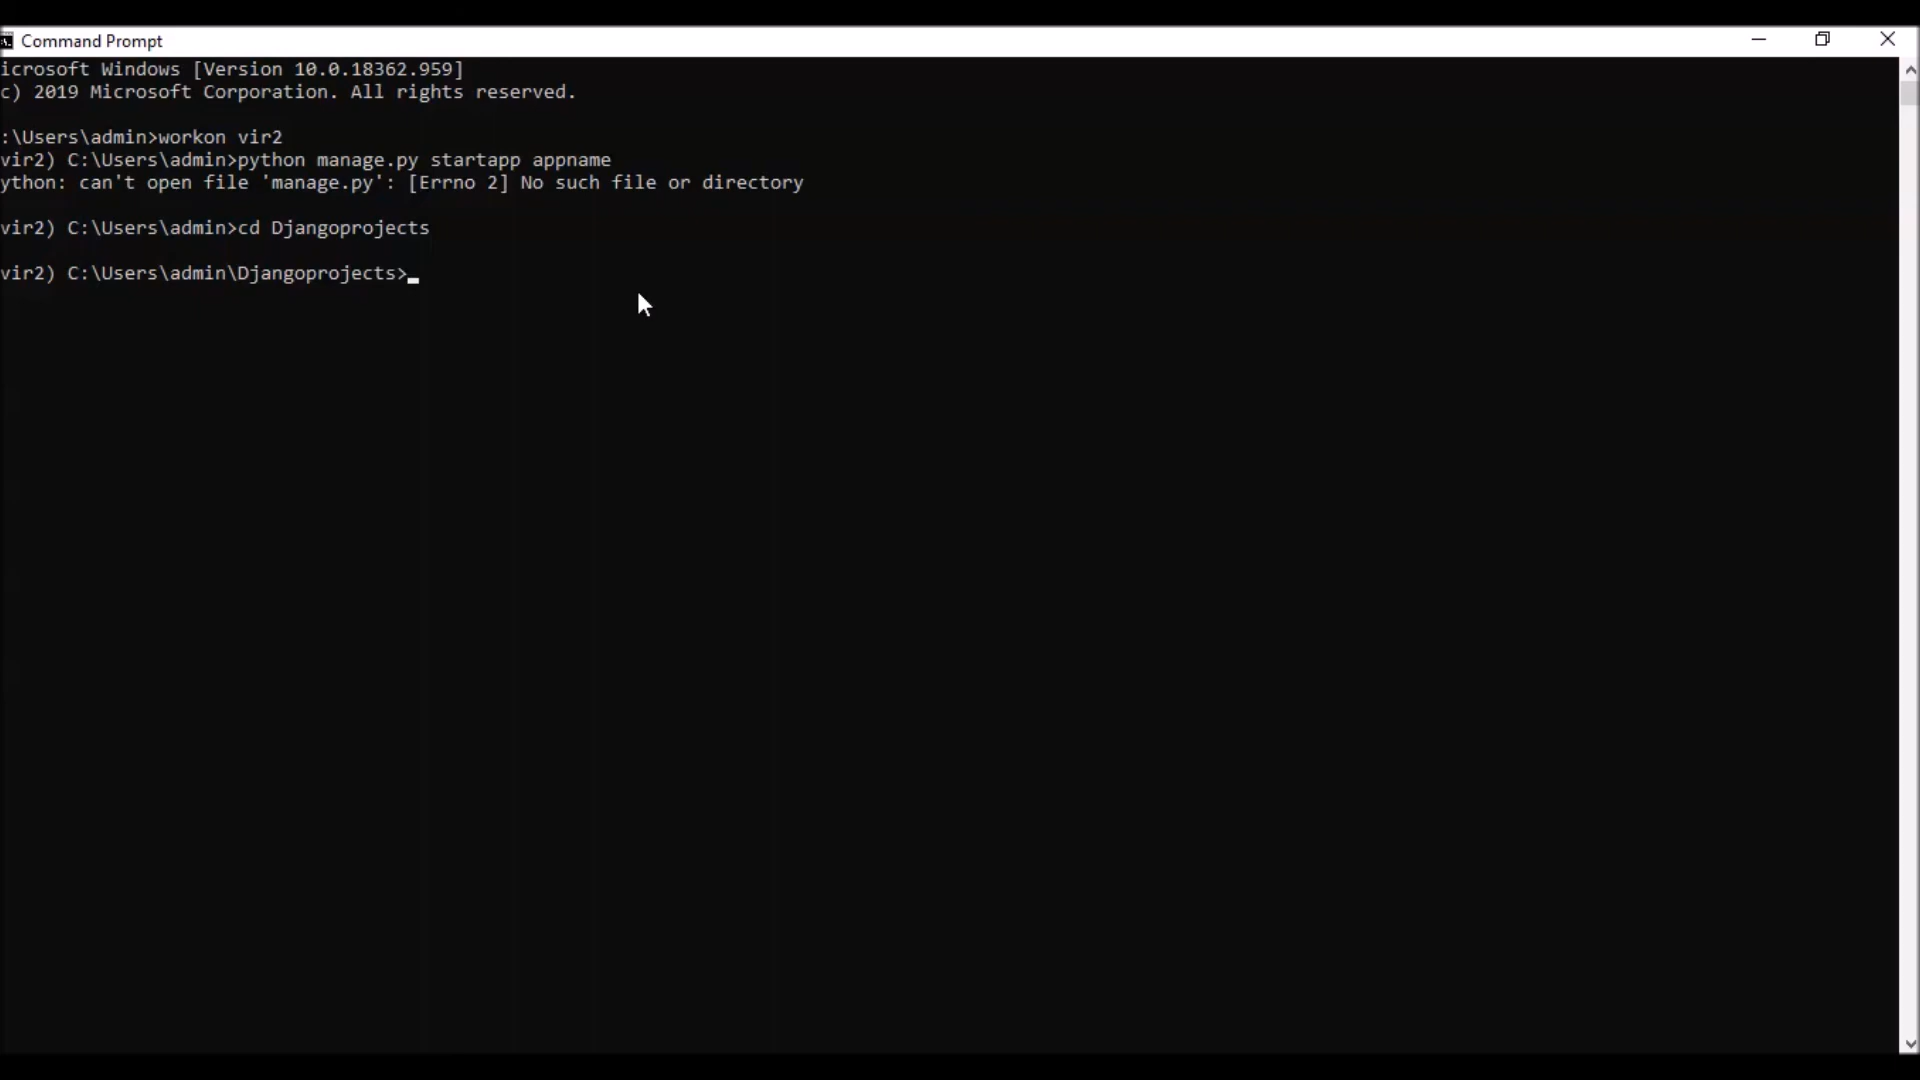 Command Prompt
icrosoft Windows [Version 10.0.18362.959]
c) 2019 Microsoft Corporation. All rights reserved.
:\Users\admin>workon vir2
vir2) C:\Users\admin>python manage.py startapp appname
ython: can't open file 'manage.py': [Errno 2] No such file or directory
vir2) C:\Users\admin>cd Djangoprojects
vir2) C:\Users\admin\Djangoprojects>